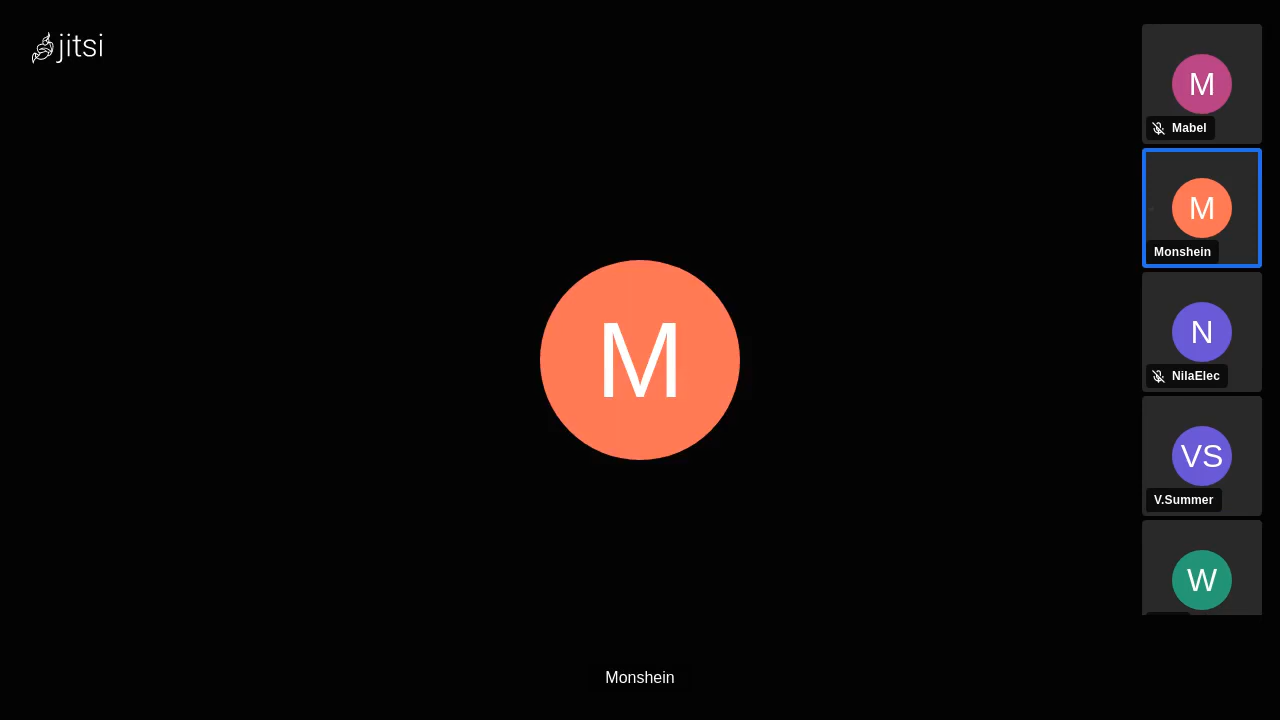 jitsi
M
Mabel
M
Monshein
N
NilaElec
VS
V.Summer
W
M
Monshein